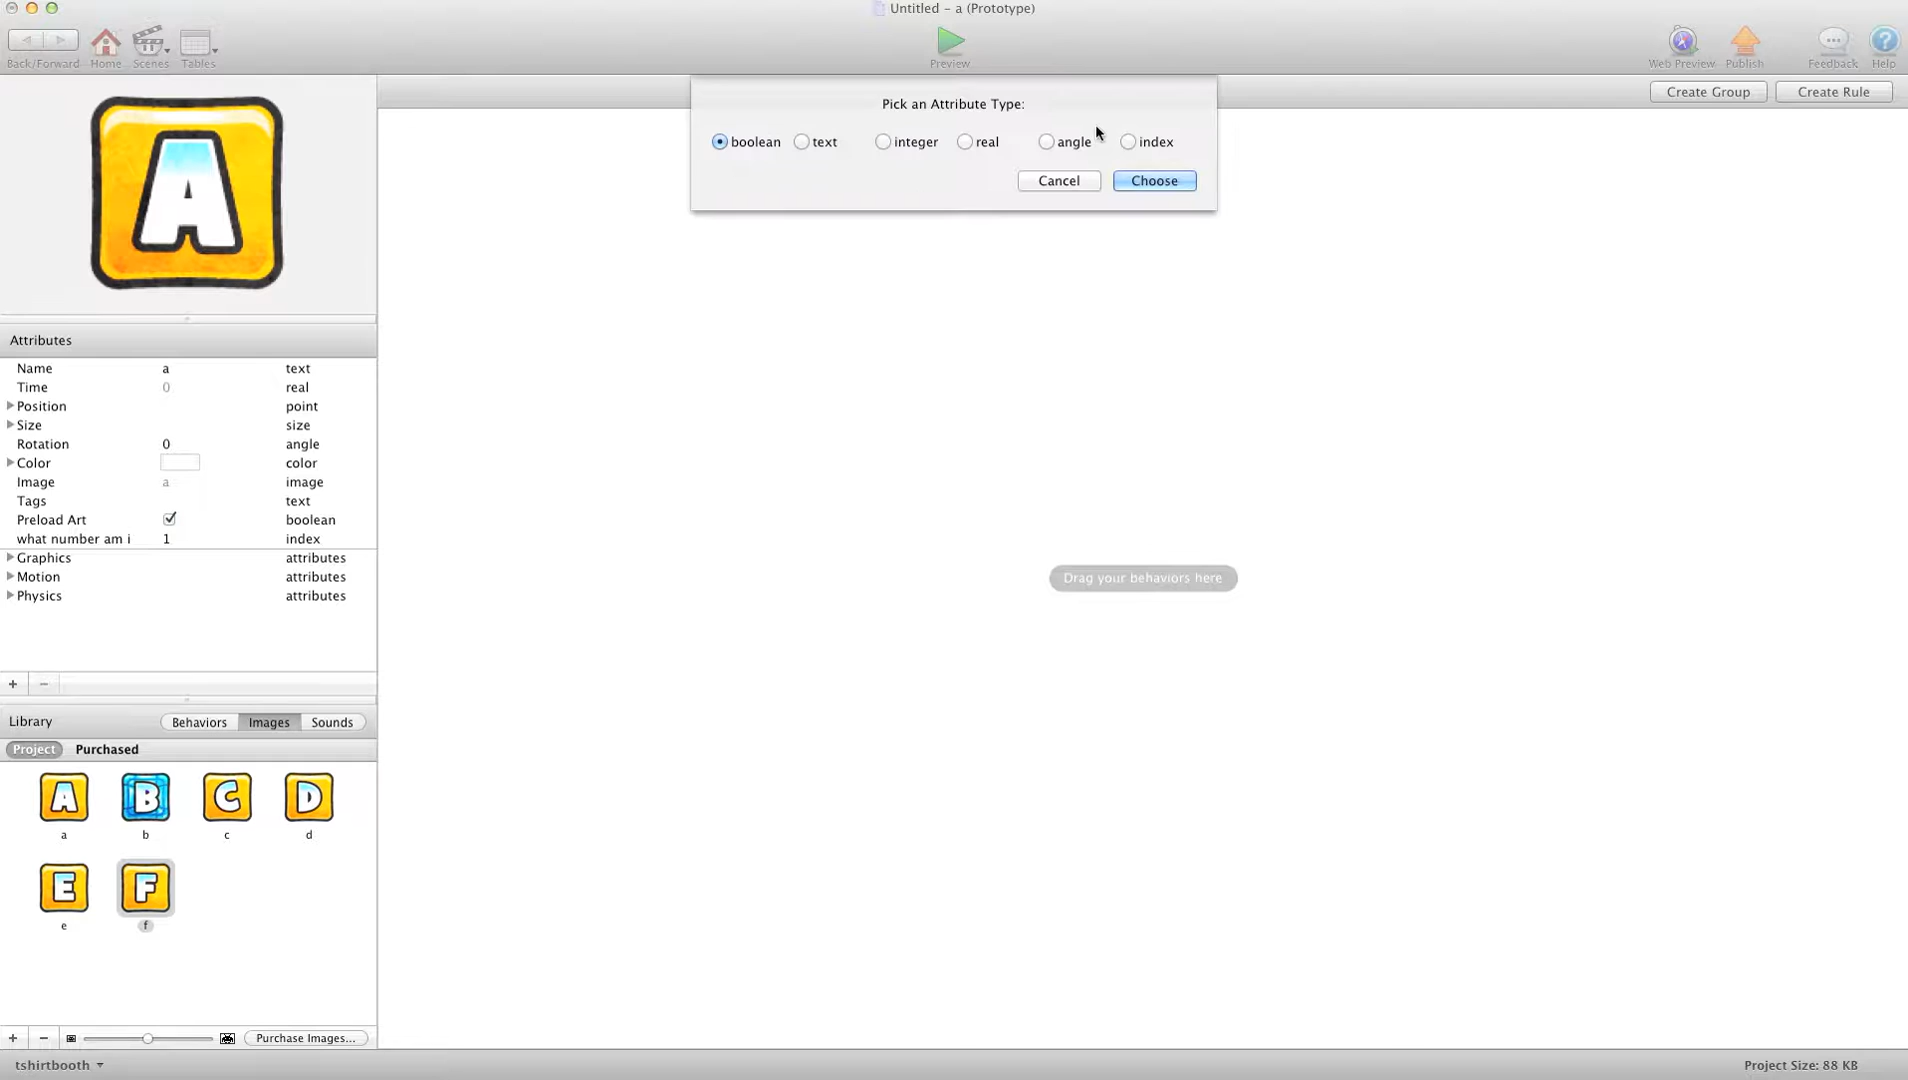 Untitled – a (Prototype)
Back/Forward Home Scenes Tables Preview Web Preview Publish Feedback Help
Create Group Create Rule
Pick an Attribute Type:
boolean text integer real angle index
Cancel Choose
A
Attributes
Name a text
Time 0 real
Position point
Size size
Rotation 0 angle
Color color
Image a image
Tags text
Preload Art boolean
what number am i 1 index
Graphics attributes
Motion attributes
Physics attributes
Drag your behaviors here
+ −
Library Behaviors Images Sounds
Project Purchased
A B C D
a b c d
E F
e f
+ − Purchase Images...
tshirtbooth Project Size: 88 KB